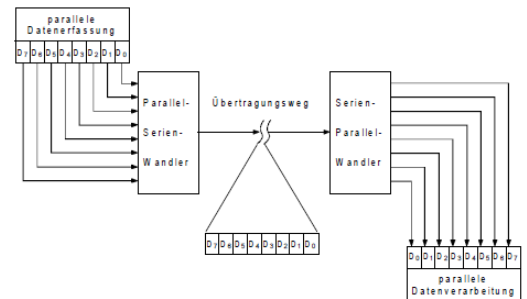 parallele
Datenerfassung
D₇ D₆ D₅ D₄ D₃ D₂ D₁ D₀
Parallel-
Serien-
Wandler
Übertragungsweg
Serien-
Parallel-
Wandler
D₇ D₆ D₅ D₄ D₃ D₂ D₁ D₀
D₀ D₁ D₂ D₃ D₄ D₅ D₆ D₇
parallele
Datenverarbeitung